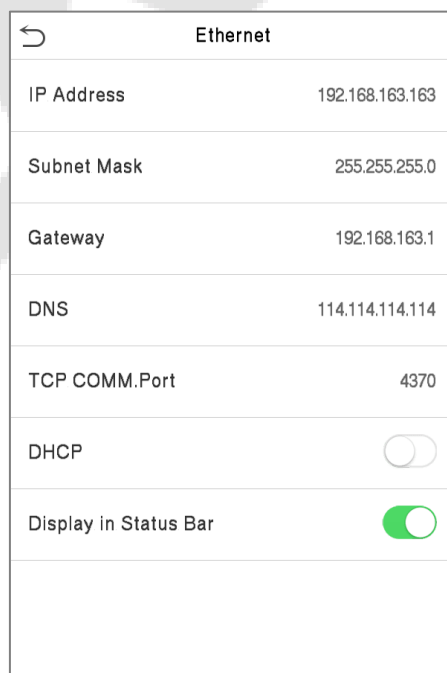 Ethernet
IP Address 192.168.163.163
Subnet Mask 255.255.255.0
Gateway 192.168.163.1
DNS 114.114.114.114
TCP COMM.Port 4370
DHCP
Display in Status Bar